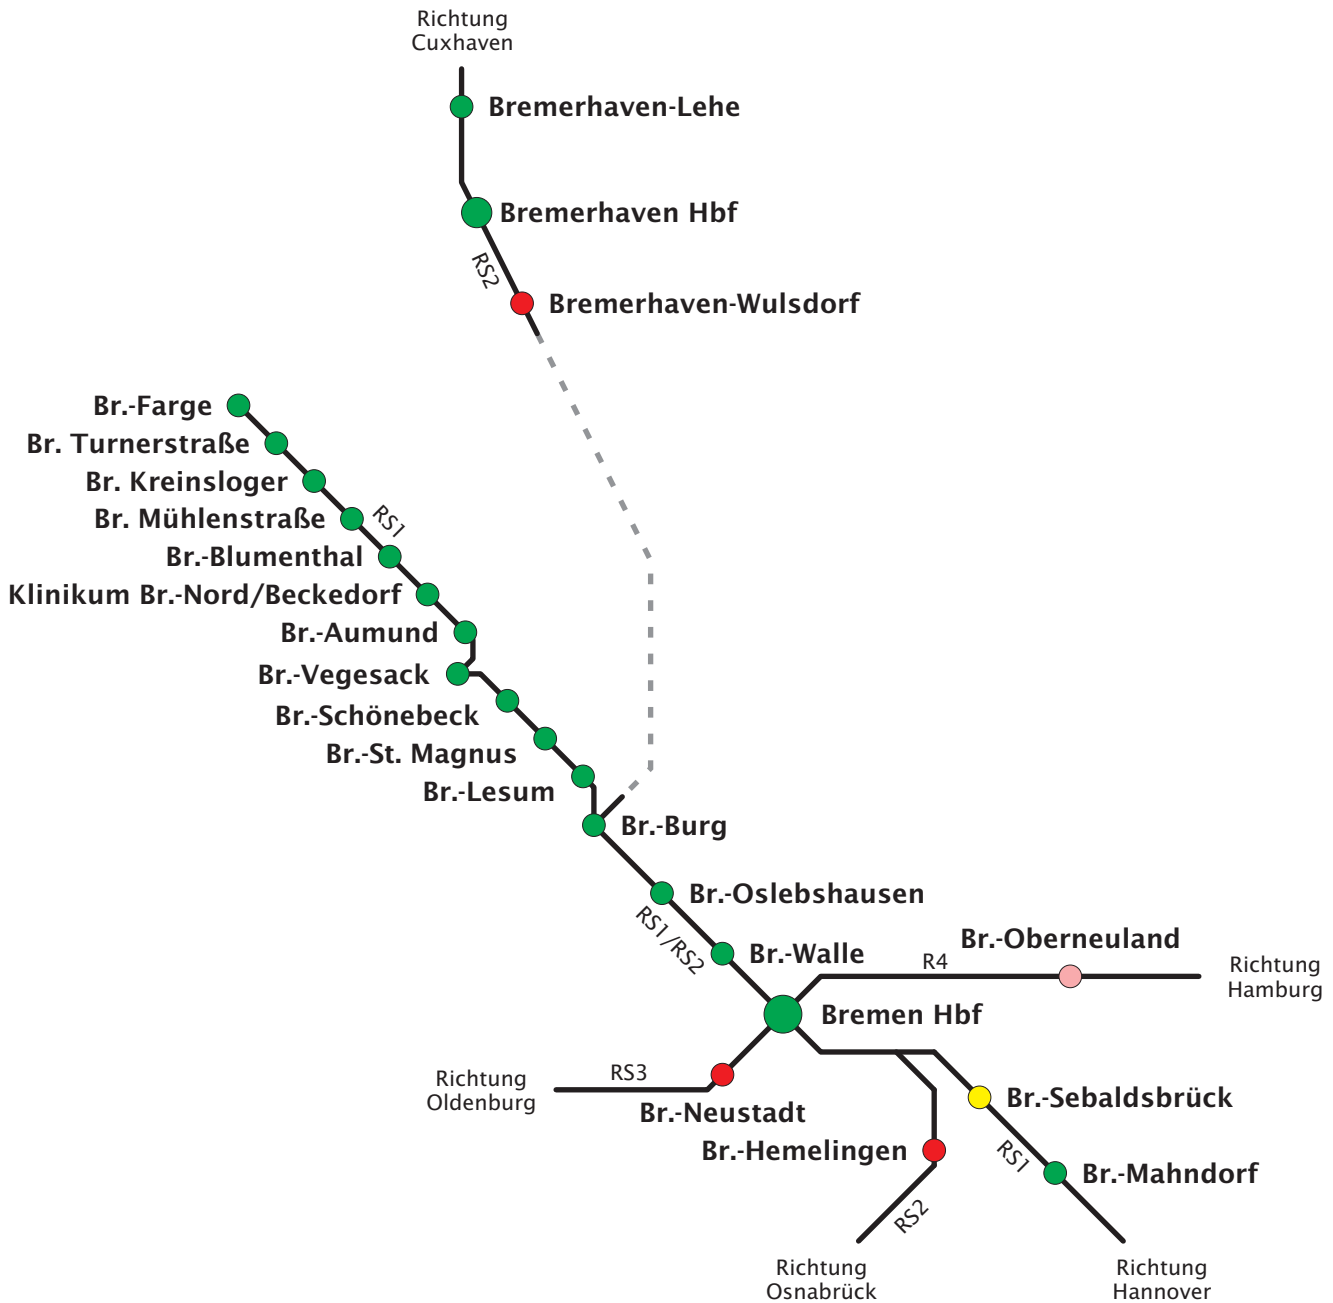 Richtung
Cuxhaven
Bremerhaven-Lehe
Bremerhaven Hbf
RS2
Bremerhaven-Wulsdorf
Br.-Farge
Br. Turnerstraße
Br. Kreinsloger
Br. Mühlenstraße
RS1
Br.-Blumenthal
Klinikum Br.-Nord/Beckedorf
Br.-Aumund
Br.-Vegesack
Br.-Schönebeck
Br.-St. Magnus
Br.-Lesum
Br.-Burg
Br.-Oslebshausen
RS1/RS2
Br.-Walle
Br.-Oberneuland
R4
Richtung
Hamburg
Bremen Hbf
RS3
Richtung
Oldenburg
Br.-Neustadt
Br.-Sebaldsbrück
Br.-Hemelingen
RS1
Br.-Mahndorf
RS2
Richtung
Osnabrück
Richtung
Hannover